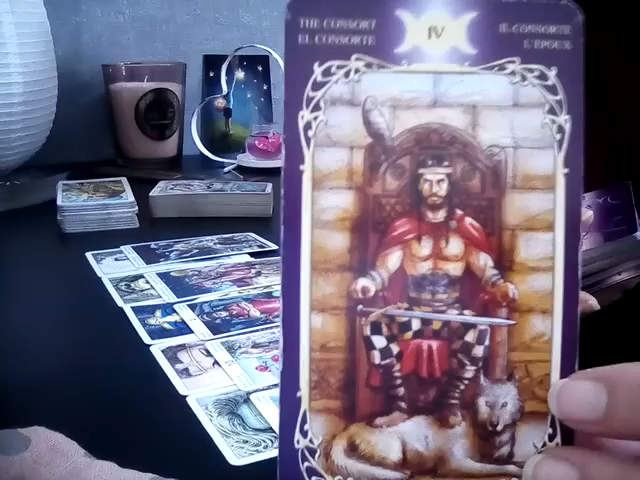 THE CONSORT
EL CONSORTE
IV
IL CONSORTE
L'EPOUX